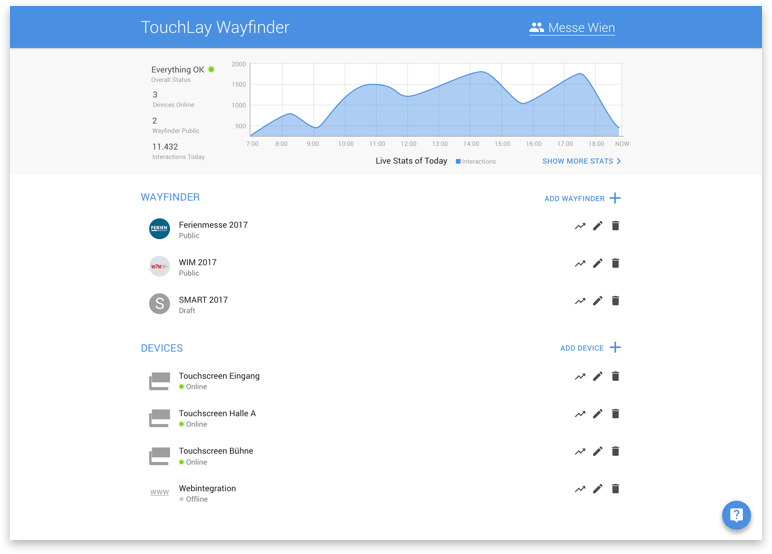 TouchLay Wayfinder
Messe Wien
Everything OK
Overall Status
3
Devices Online
2
Wayfinder Public
11.432
Interactions Today
2000
1500
1000
500
7:00 8:00 9:00 10:00 11:00 12:00 13:00 14:00 15:00 16:00 17:00 18:00 NOW
Live Stats of Today Interactions SHOW MORE STATS
WAYFINDER ADD WAYFINDER
FERIEN
Ferienmesse 2017
Public
WIM 2017
Public
S
SMART 2017
Draft
DEVICES ADD DEVICE
Touchscreen Eingang
Online
Touchscreen Halle A
Online
Touchscreen Bühne
Online
www
Webintegration
Offline
?